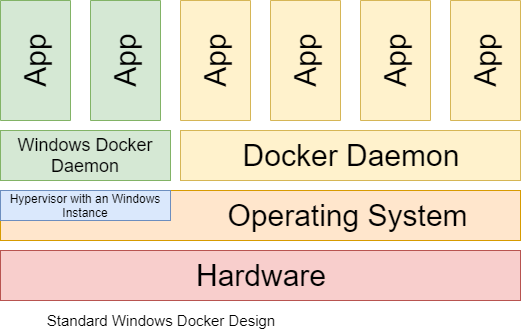 App
App
App
App
App
App
Windows Docker
Daemon
Docker Daemon
Hypervisor with an Windows
Instance
Operating System
Hardware
Standard Windows Docker Design